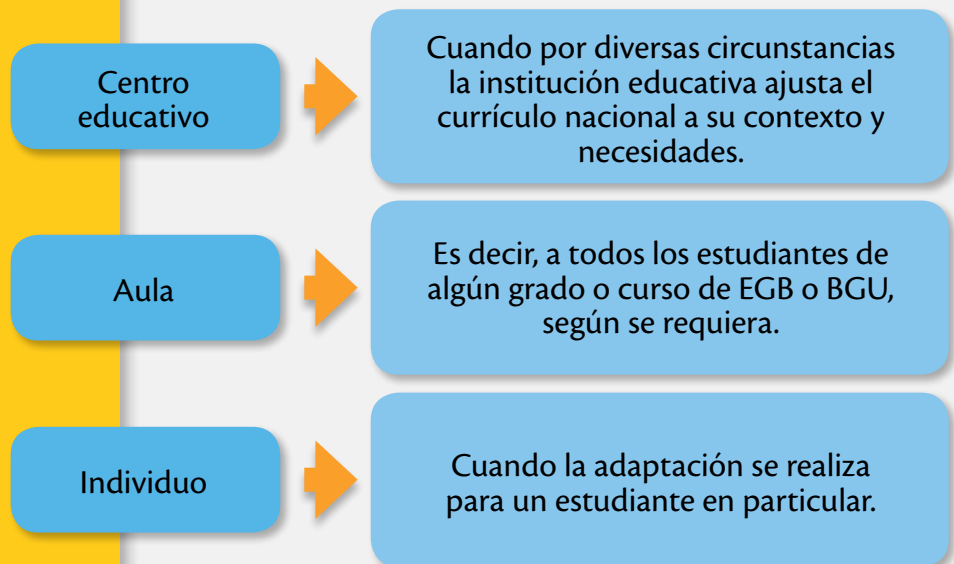 Centro
educativo
Cuando por diversas circunstancias
la institución educativa ajusta el
currículo nacional a su contexto y
necesidades.
Aula
Es decir, a todos los estudiantes de
algún grado o curso de EGB o BGU,
según se requiera.
Individuo
Cuando la adaptación se realiza
para un estudiante en particular.